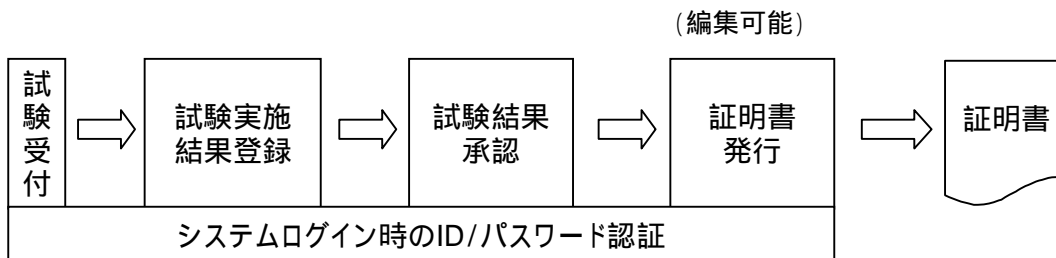 (編集可能)
試験受付
試験実施
結果登録
試験結果
承認
証明書
発行
証明書
システムログイン時のID/パスワード認証